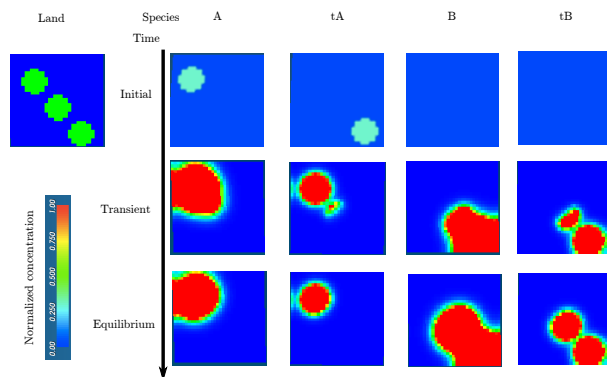 Land Species A tA B tB
Time
Initial
Transient
Equilibrium
Normalized concentration
0.0 0.250 0.500 0.750 1.00